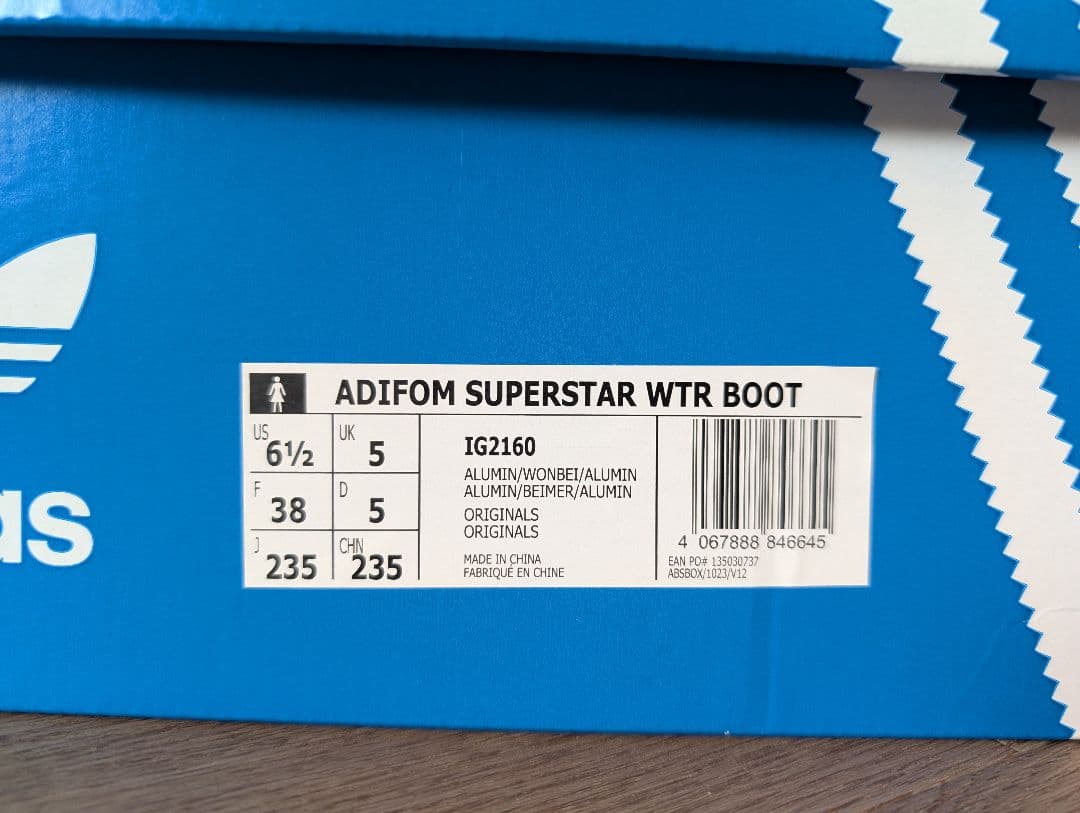 as
ADIFOM SUPERSTAR WTR BOOT
US 6½ UK 5
F 38 D 5
J 235 CHN 235
IG2160
ALUMIN/WONBEI/ALUMIN
ALUMIN/BEIMER/ALUMIN
ORIGINALS
ORIGINALS
MADE IN CHINA
FABRIQUÉ EN CHINE
4 067888 846645
EAN PO# 135030737
ABSBOX/1023/V12